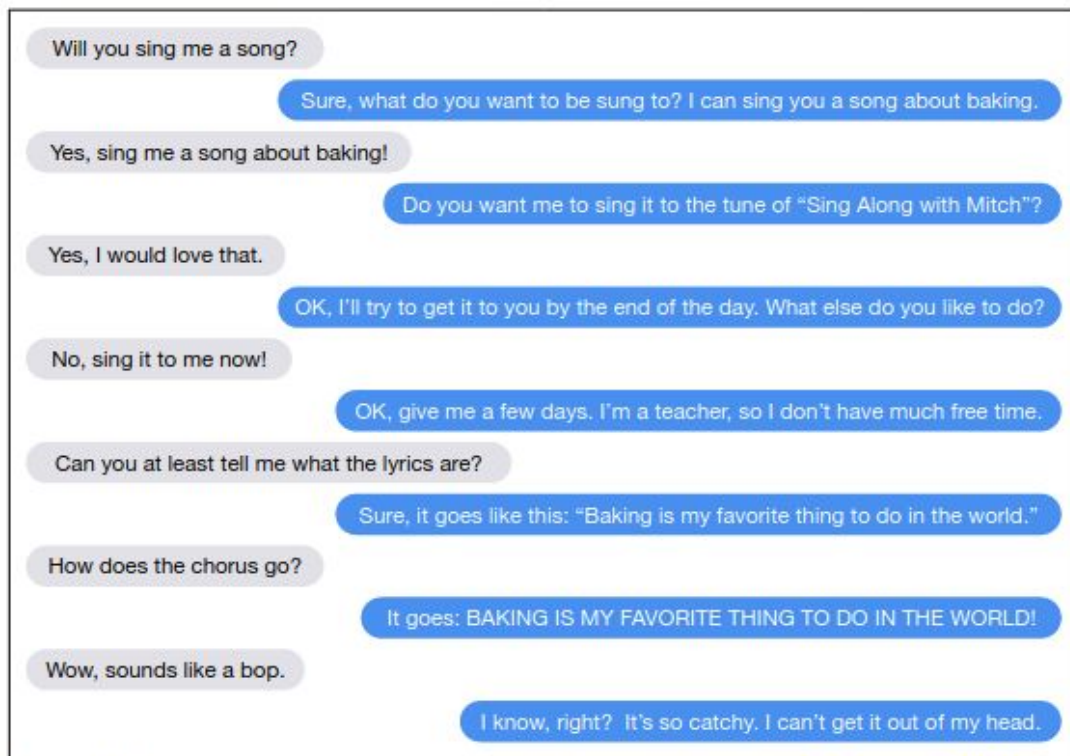 Will you sing me a song?
Sure, what do you want to be sung to? I can sing you a song about baking.
Yes, sing me a song about baking!
Do you want me to sing it to the tune of “Sing Along with Mitch”?
Yes, I would love that.
OK, I’ll try to get it to you by the end of the day. What else do you like to do?
No, sing it to me now!
OK, give me a few days. I’m a teacher, so I don’t have much free time.
Can you at least tell me what the lyrics are?
Sure, it goes like this: “Baking is my favorite thing to do in the world.”
How does the chorus go?
It goes: BAKING IS MY FAVORITE THING TO DO IN THE WORLD!
Wow, sounds like a bop.
I know, right?  It’s so catchy. I can’t get it out of my head.